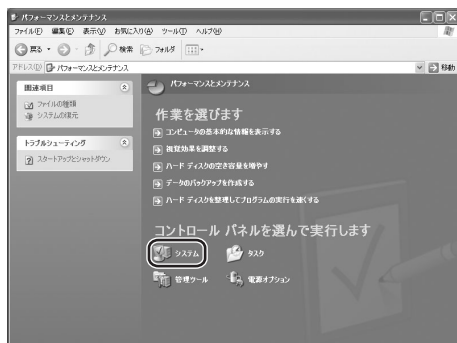 パフォーマンスとメンテナンス
ファイル(F) 編集(E) 表示(V) お気に入り(A) ツール(T) ヘルプ(H)
戻る 検索 フォルダ
アドレス(D) パフォーマンスとメンテナンス 移動
関連項目
ファイルの種類
システムの復元
トラブルシューティング
スタートアップとシャットダウン
パフォーマンスとメンテナンス
作業を選びます
コンピュータの基本的な情報を表示する
視覚効果を調整する
ハード ディスクの空き容量を増やす
データのバックアップを作成する
ハード ディスクを整理してプログラムの実行を速くする
コントロール パネルを選んで実行します
システム タスク
管理ツール 電源オプション